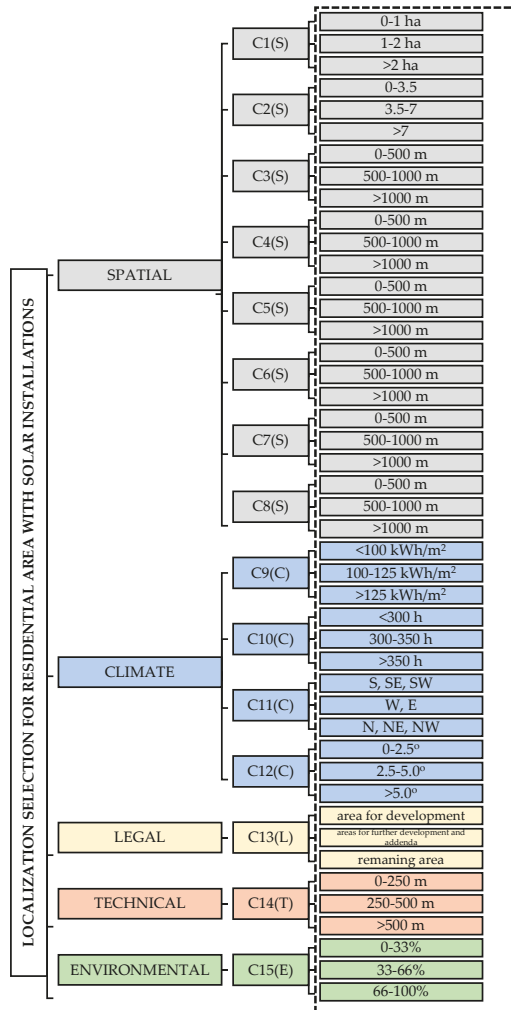 LOCALIZATION SELECTION FOR RESIDENTIAL AREA WITH SOLAR INSTALLATIONS
SPATIAL
C1(S)
0-1 ha
1-2 ha
>2 ha
C2(S)
0-3.5
3.5-7
>7
C3(S)
0-500 m
500-1000 m
>1000 m
C4(S)
0-500 m
500-1000 m
>1000 m
C5(S)
0-500 m
500-1000 m
>1000 m
C6(S)
0-500 m
500-1000 m
>1000 m
C7(S)
0-500 m
500-1000 m
>1000 m
C8(S)
0-500 m
500-1000 m
>1000 m
CLIMATE
C9(C)
<100 kWh/m²
100-125 kWh/m²
>125 kWh/m²
C10(C)
<300 h
300-350 h
>350 h
C11(C)
S, SE, SW
W, E
N, NE, NW
C12(C)
0-2.5º
2.5-5.0º
>5.0º
LEGAL
C13(L)
area for development
areas for further development and
addenda
remaning area
TECHNICAL
C14(T)
0-250 m
250-500 m
>500 m
ENVIRONMENTAL
C15(E)
0-33%
33-66%
66-100%